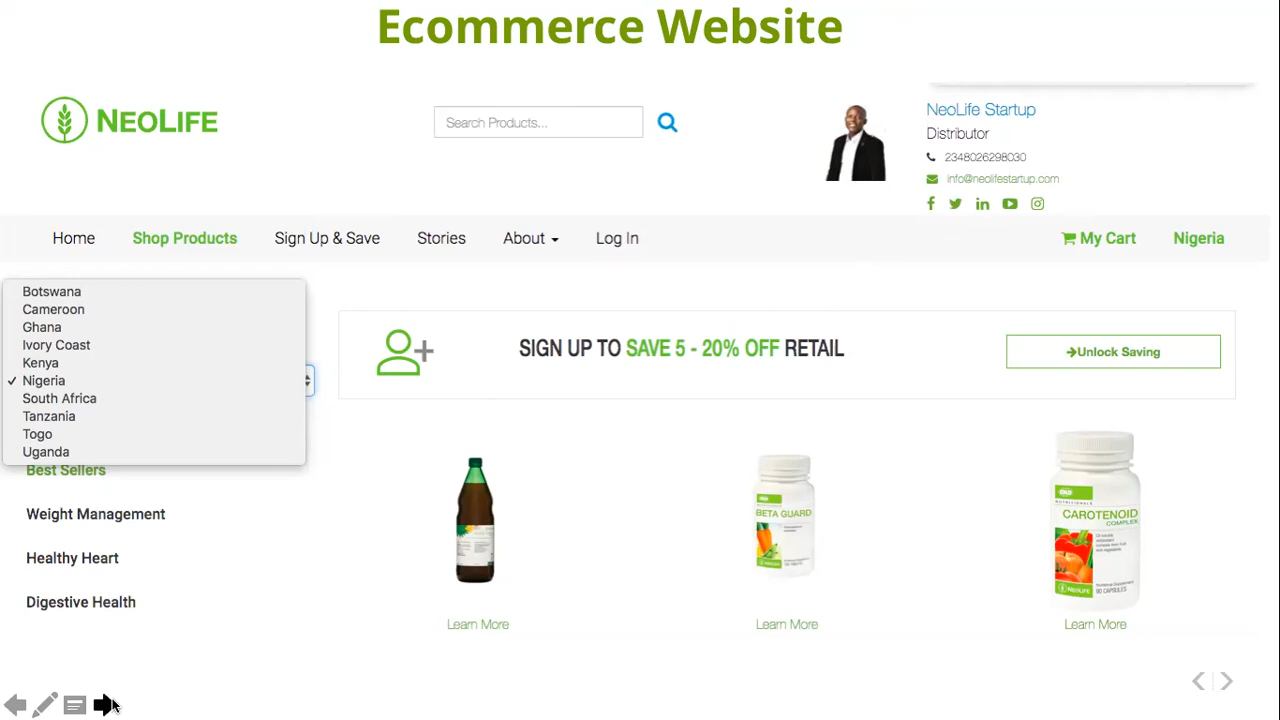 Ecommerce Website
NEOLIFE
Search Products...
NeoLife Startup
Distributor
2348026298030
info@neolifestartup.com
Home Shop Products Sign Up & Save Stories About Log In My Cart Nigeria
Botswana
Cameroon
Ghana
Ivory Coast
Kenya
Nigeria
South Africa
Tanzania
Togo
Uganda
Best Sellers
Weight Management
Healthy Heart
Digestive Health
SIGN UP TO SAVE 5 - 20% OFF RETAIL
Unlock Saving
BETA GUARD
CAROTENOID
COMPLEX
NEOLIFE
90 CAPSULES
Learn More Learn More Learn More